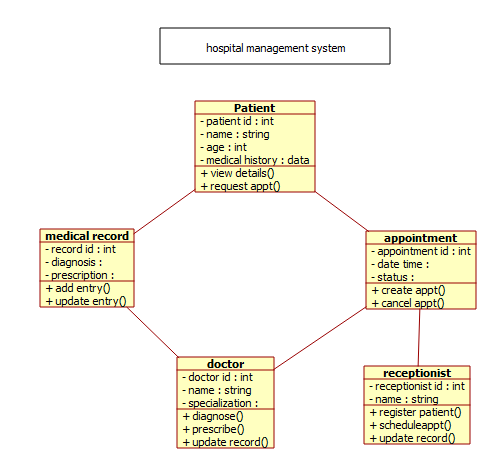 hospital management system
Patient
- patient id : int
- name : string
- age : int
- medical history : data
+ view details()
+ request appt()
medical record
- record id : int
- diagnosis :
- prescription :
+ add entry()
+ update entry()
appointment
- appointment id : int
- date time :
- status :
+ create appt()
+ cancel appt()
doctor
- doctor id : int
- name : string
- specialization :
+ diagnose()
+ prescribe()
+ update record()
receptionist
- receptionist id : int
- name : string
+ register patient()
+ scheduleappt()
+ update record()